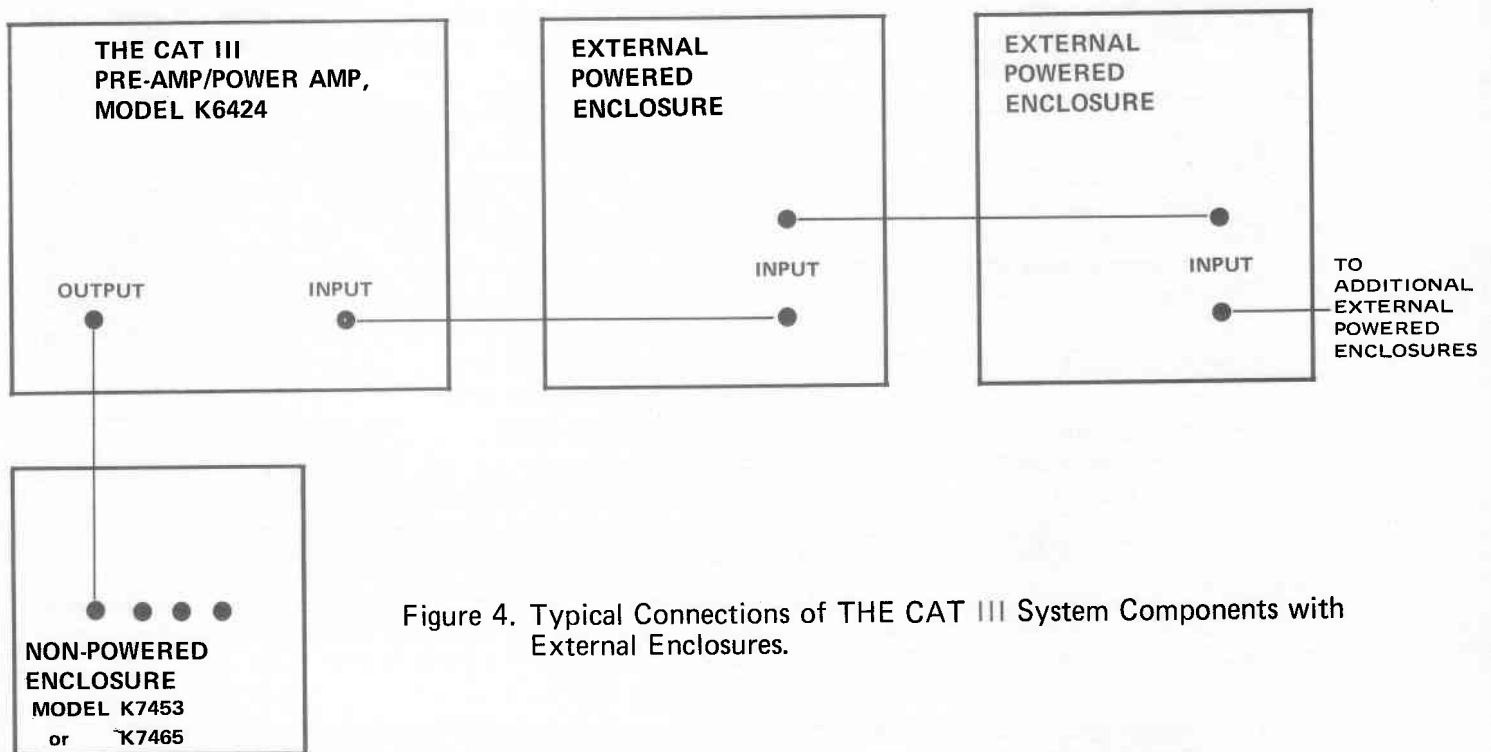 THE CAT III
PRE-AMP/POWER AMP,
MODEL K6424
OUTPUT
INPUT
EXTERNAL
POWERED
ENCLOSURE
INPUT
EXTERNAL
POWERED
ENCLOSURE
INPUT
TO
ADDITIONAL
EXTERNAL
POWERED
ENCLOSURES
NON-POWERED
ENCLOSURE
MODEL K7453
or K7465
Figure 4. Typical Connections of THE CAT III System Components with
External Enclosures.